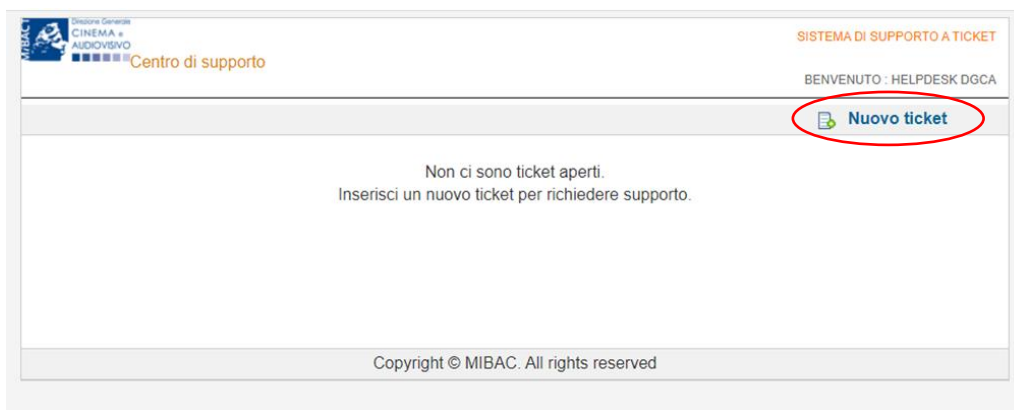 MiBAC
Direzione Generale
CINEMA e
AUDIOVISIVO
Centro di supporto
SISTEMA DI SUPPORTO A TICKET
BENVENUTO : HELPDESK DGCA
Nuovo ticket
Non ci sono ticket aperti.
Inserisci un nuovo ticket per richiedere supporto.
Copyright © MIBAC. All rights reserved